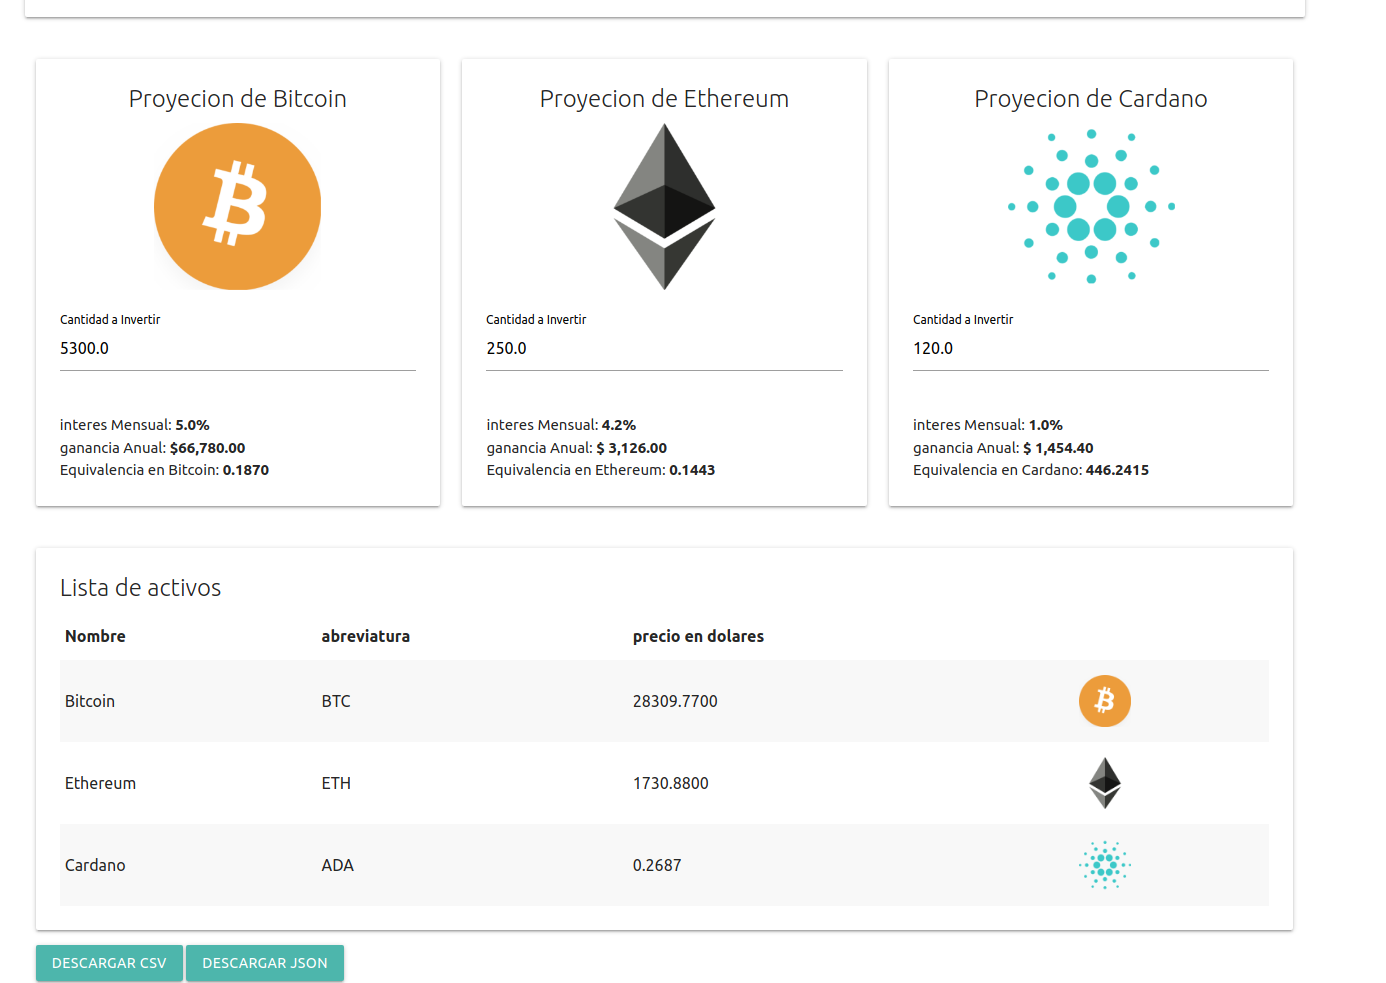 Proyecion de Bitcoin
Cantidad a Invertir
5300.0
interes Mensual: 5.0%
ganancia Anual: $66,780.00
Equivalencia en Bitcoin: 0.1870
Proyecion de Ethereum
Cantidad a Invertir
250.0
interes Mensual: 4.2%
ganancia Anual: $ 3,126.00
Equivalencia en Ethereum: 0.1443
Proyecion de Cardano
Cantidad a Invertir
120.0
interes Mensual: 1.0%
ganancia Anual: $ 1,454.40
Equivalencia en Cardano: 446.2415
Lista de activos
Nombre abreviatura precio en dolares
Bitcoin BTC 28309.7700
Ethereum ETH 1730.8800
Cardano ADA 0.2687
DESCARGAR CSV DESCARGAR JSON